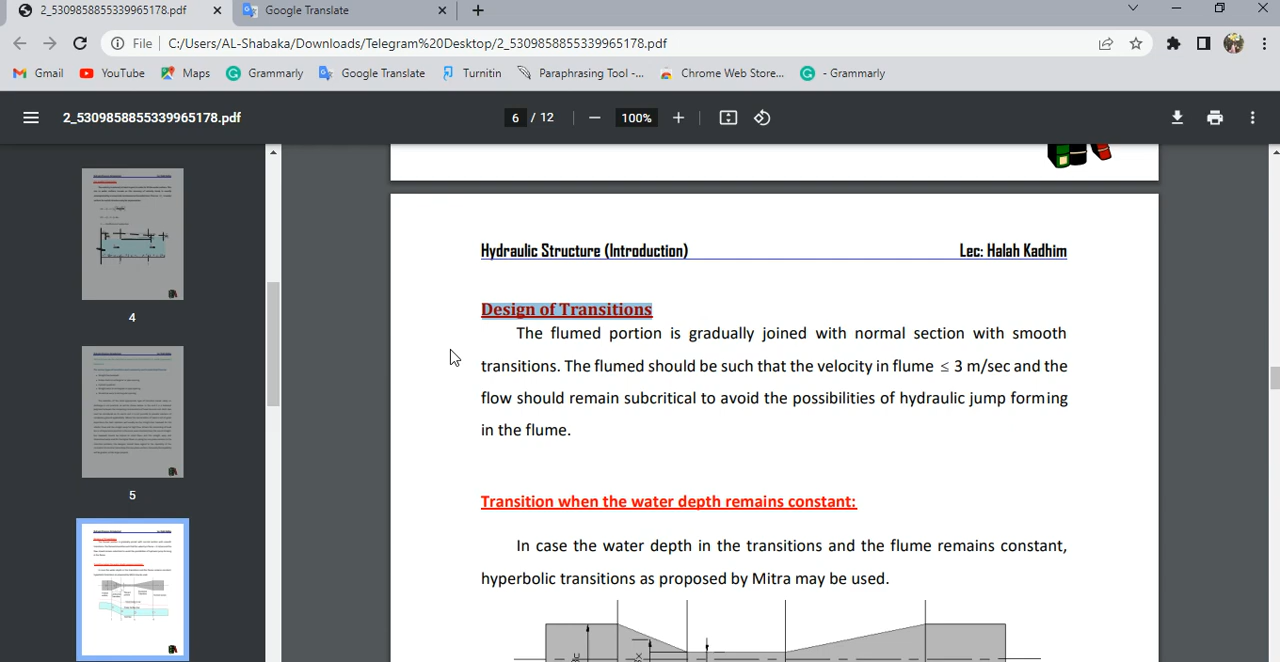 2_5309858855339965178.pdf
Google Translate
File
C:/Users/AL-Shabaka/Downloads/Telegram%20Desktop/2_5309858855339965178.pdf
Gmail
YouTube
Maps
Grammarly
Google Translate
Turnitin
Paraphrasing Tool -...
Chrome Web Store...
- Grammarly
2_5309858855339965178.pdf
6 / 12
100%
4
5
Hydraulic Structure (Introduction)
Lec: Halah Kadhim
Design of Transitions
The flumed portion is gradually joined with normal section with smooth
transitions. The flumed should be such that the velocity in flume ≤ 3 m/sec and the
flow should remain subcritical to avoid the possibilities of hydraulic jump forming
in the flume.
Transition when the water depth remains constant:
In case the water depth in the transitions and the flume remains constant,
hyperbolic transitions as proposed by Mitra may be used.